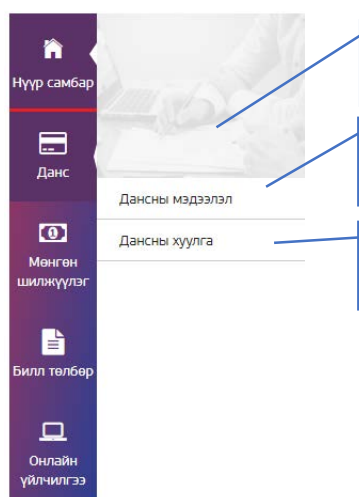 Нүүр самбар
Данс
Дансны мэдээлэл
Дансны хуулга
Мөнгөн
шилжүүлэг
Билл төлбөр
Онлайн
үйлчилгээ